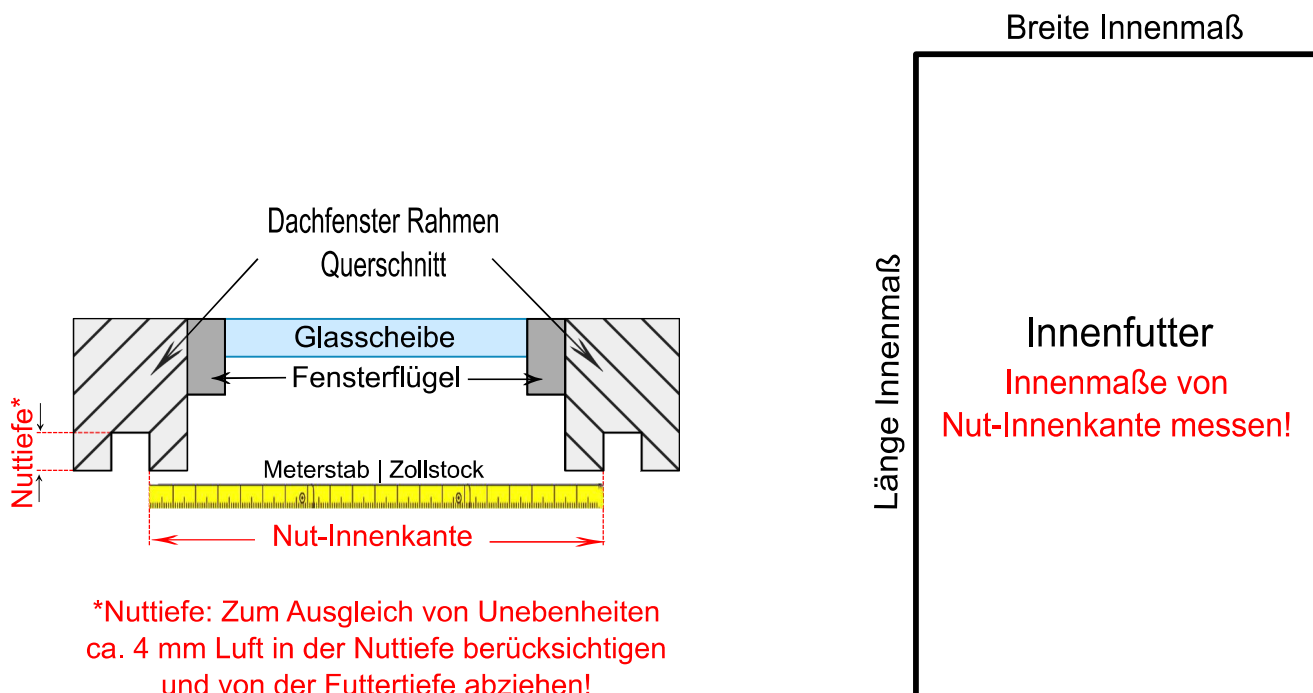 Breite Innenmaß
Dachfenster Rahmen
Querschnitt
Glasscheibe
Fensterflügel
Nuttiefe*
Meterstab | Zollstock
Nut-Innenkante
*Nuttiefe: Zum Ausgleich von Unebenheiten
ca. 4 mm Luft in der Nuttiefe berücksichtigen
und von der Futtertiefe abziehen!
Länge Innenmaß
Innenfutter
Innenmaße von
Nut-Innenkante messen!